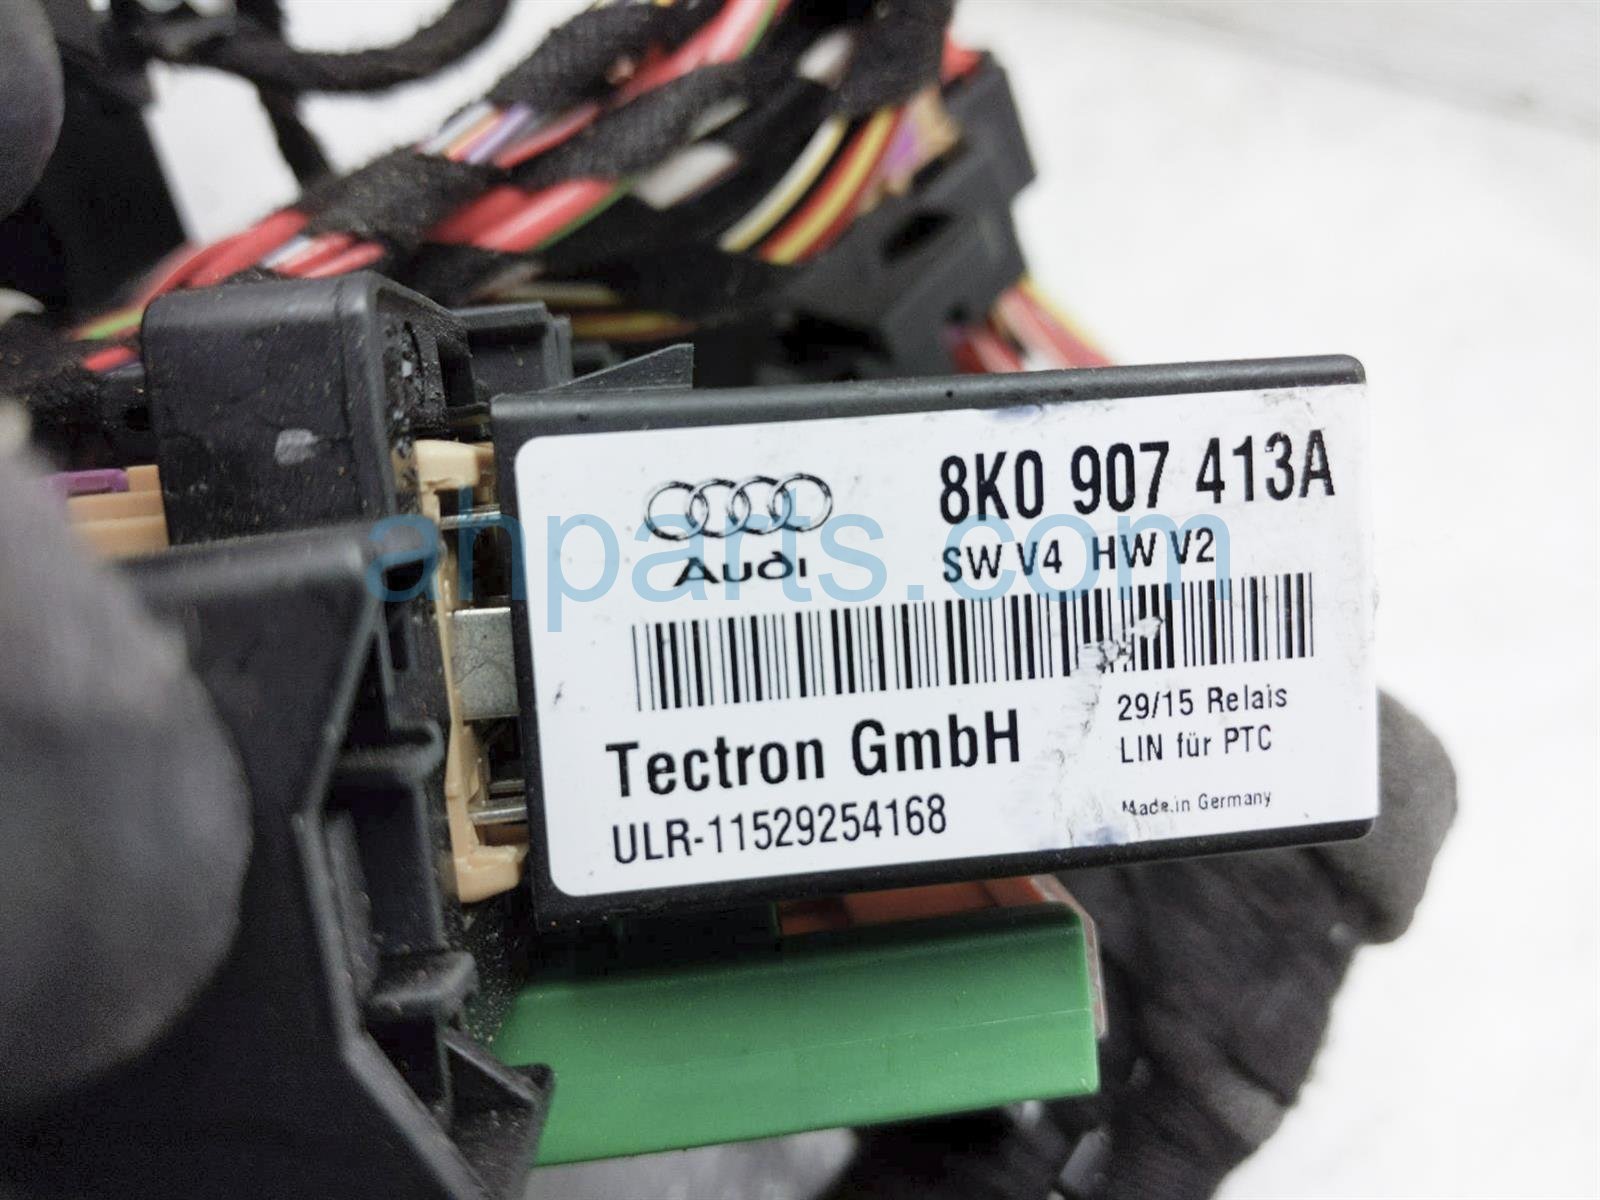 8K0 907 413A
SW V4 HW V2
Audi
ahparts.com
Tectron GmbH
ULR-11529254168
29/15 Relais
LIN für PTC
Made in Germany